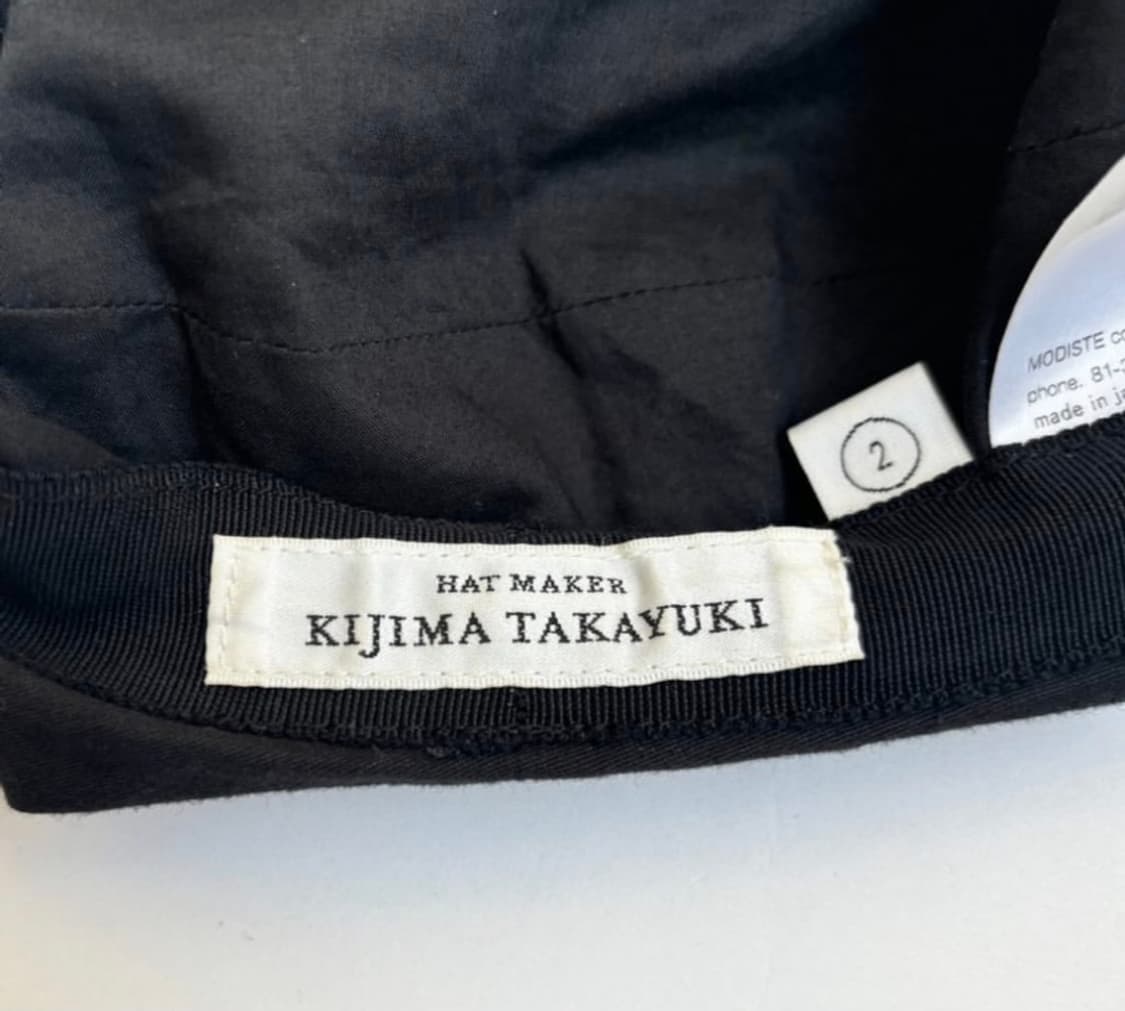 MODISTE
phone. 81-
made in
2
HAT MAKER
KIJIMA TAKAYUKI